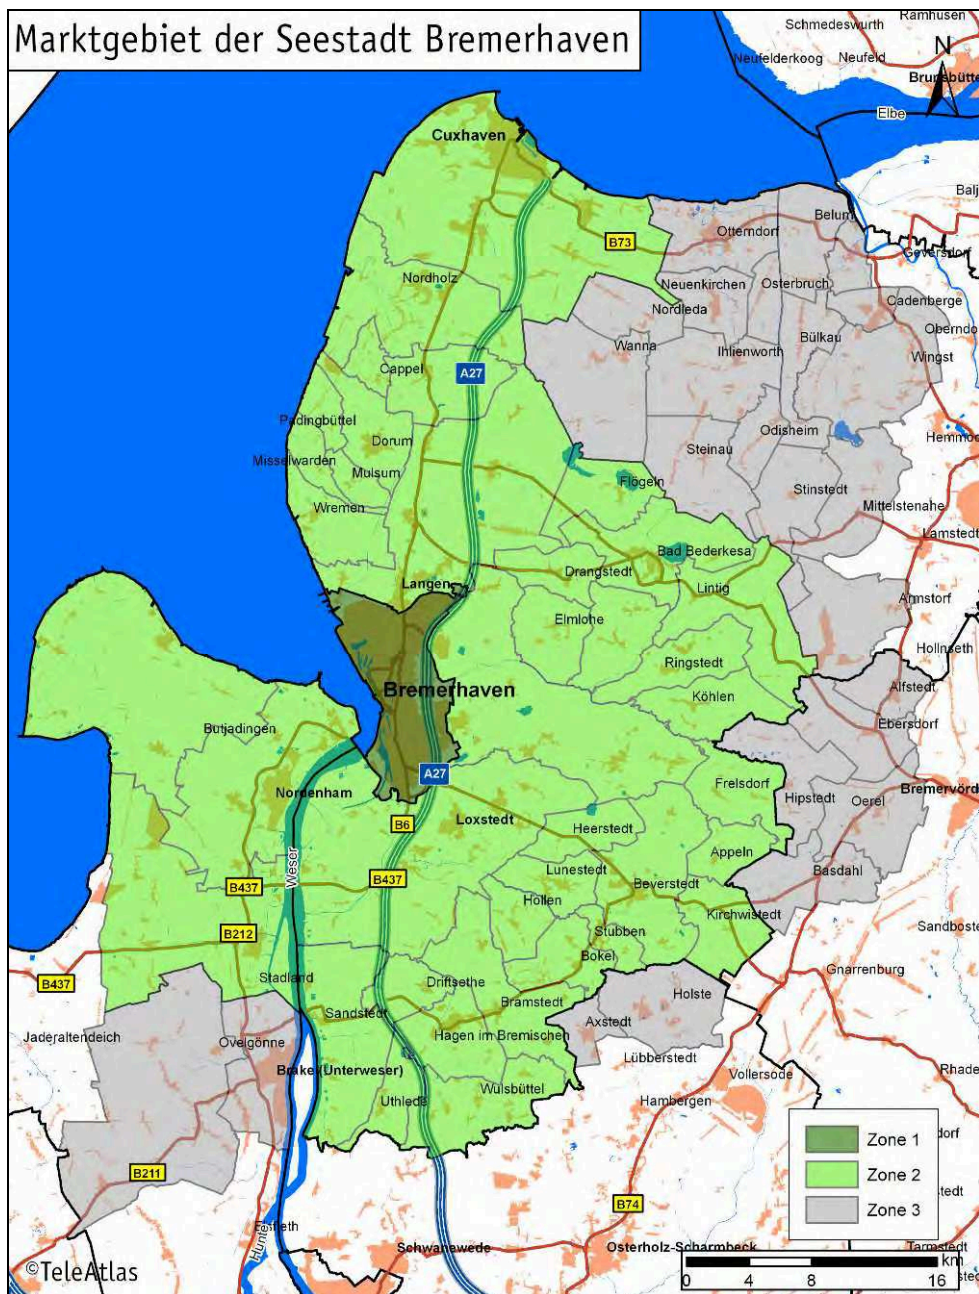 Marktgebiet der Seestadt Bremerhaven
Ramhusen
Schmedeswurth
N
Neufelderkoog
Neufeld
Elbe
Cuxhaven
Belum
Otterndorf
B73
Geversdorf
Nordholz
Neuenkirchen
Osterbruch
Cadenberge
Nordleda
Wanna
Ihlienworth
Bülkau
Wingst
Cappel
A27
Padingbüttel
Dorum
Odisheim
Misselwarden
Mulsum
Steinau
Flögeln
Stinstedt
Wremen
Mittelstenahe
Bad Bederkesa
Langen
Drangstedt
Lintig
Elmlohe
Armstorf
Hollnseth
Ringstedt
Bremerhaven
Köhlen
Alfstedt
Ebersdorf
Butjadingen
A27
Frelsdorf
Nordenham
Hipstedt
Oerel
B6
Loxstedt
Heerstedt
Appeln
Weser
B437
B437
Lunestedt
Beverstedt
Basdahl
Hollen
Kirchwistedt
B212
Stubben
Bokel
Gnarrenburg
B437
Stadland
Driftsethe
Holste
Bramstedt
Sandstedt
Axstedt
Jaderaltendeich
Ovelgönne
Hagen im Bremischen
Lübberstedt
Brake (Unterweser)
Vollersode
Wulsbüttel
Hambergen
Uthlede
Zone 1
B211
Zone 2
B74
Zone 3
Hunte
Schwanewede
Osterholz-Scharmbeck
Tarmstedt
km
©TeleAtlas
0 4 8 16